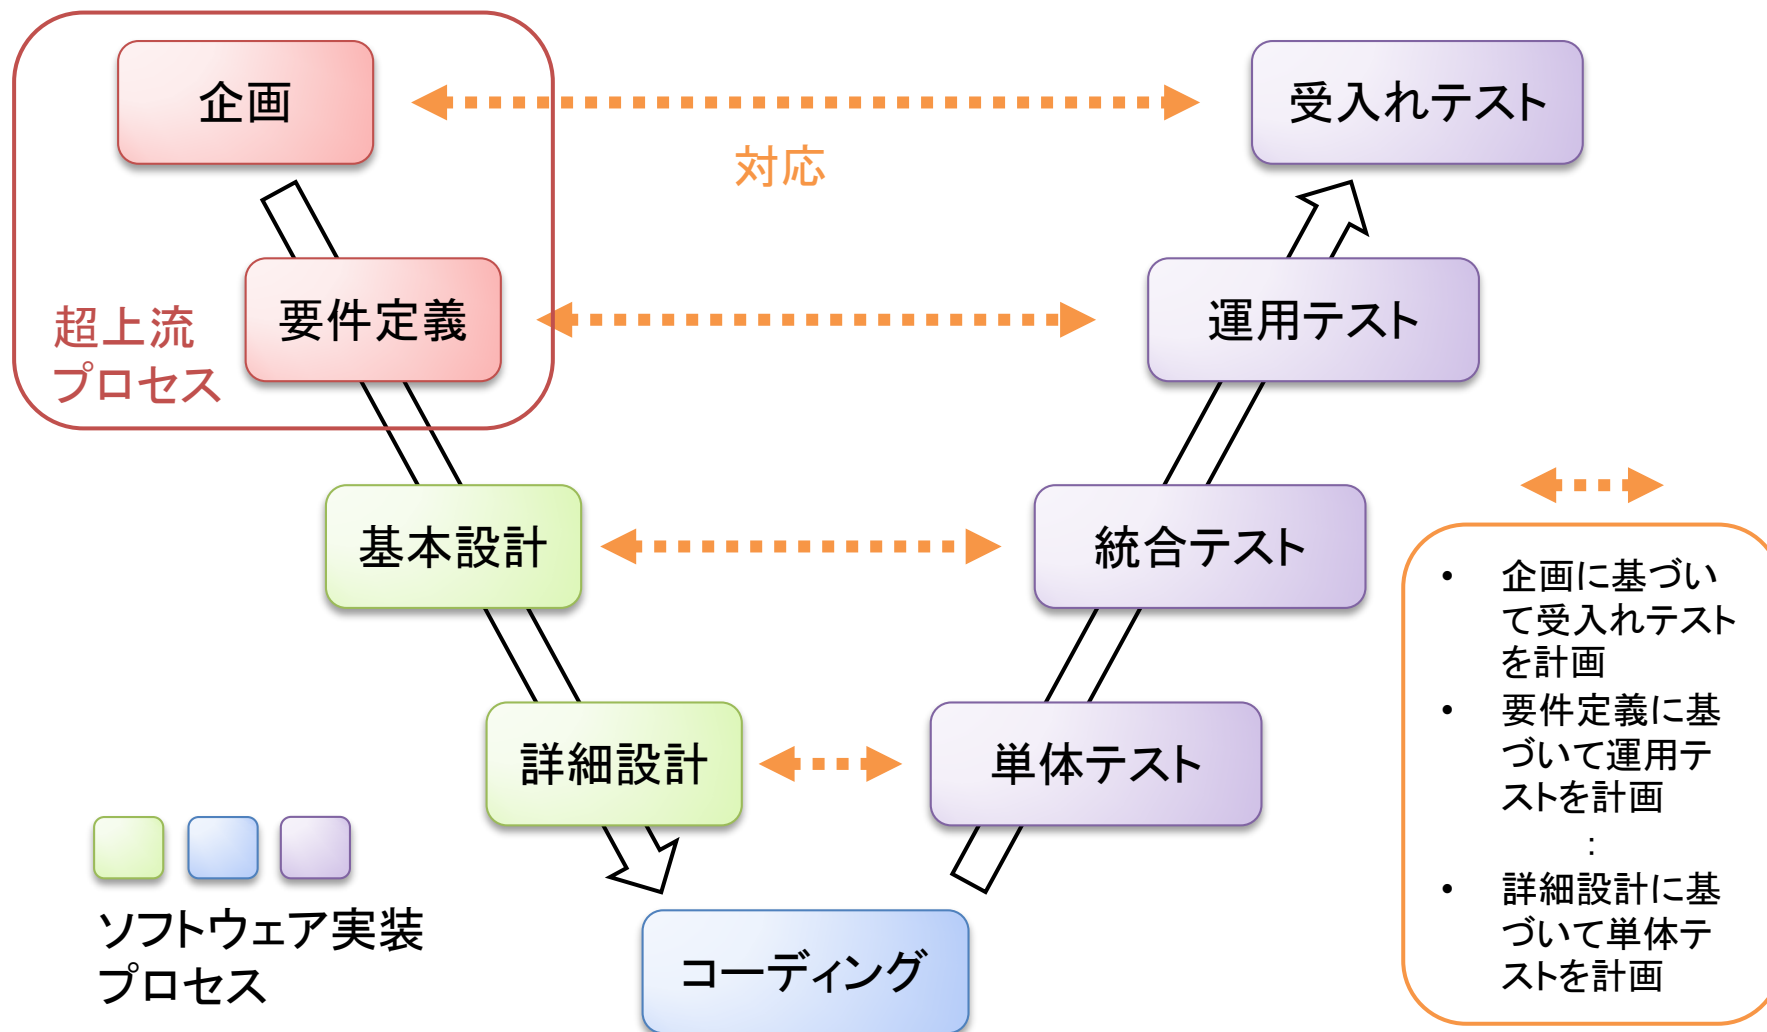 企画
受入れテスト
対応
要件定義
運用テスト
超上流
プロセス
基本設計
統合テスト
詳細設計
単体テスト
コーディング
ソフトウェア実装
プロセス
• 企画に基づい
て受入れテスト
を計画
• 要件定義に基
づいて運用テ
ストを計画
:
• 詳細設計に基
づいて単体テ
ストを計画